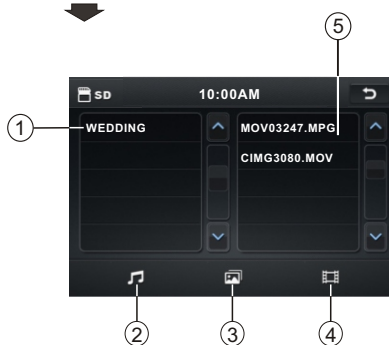 5
SD 10:00AM
1 WEDDING MOV03247.MPG
CIMG3080.MOV
2 3 4